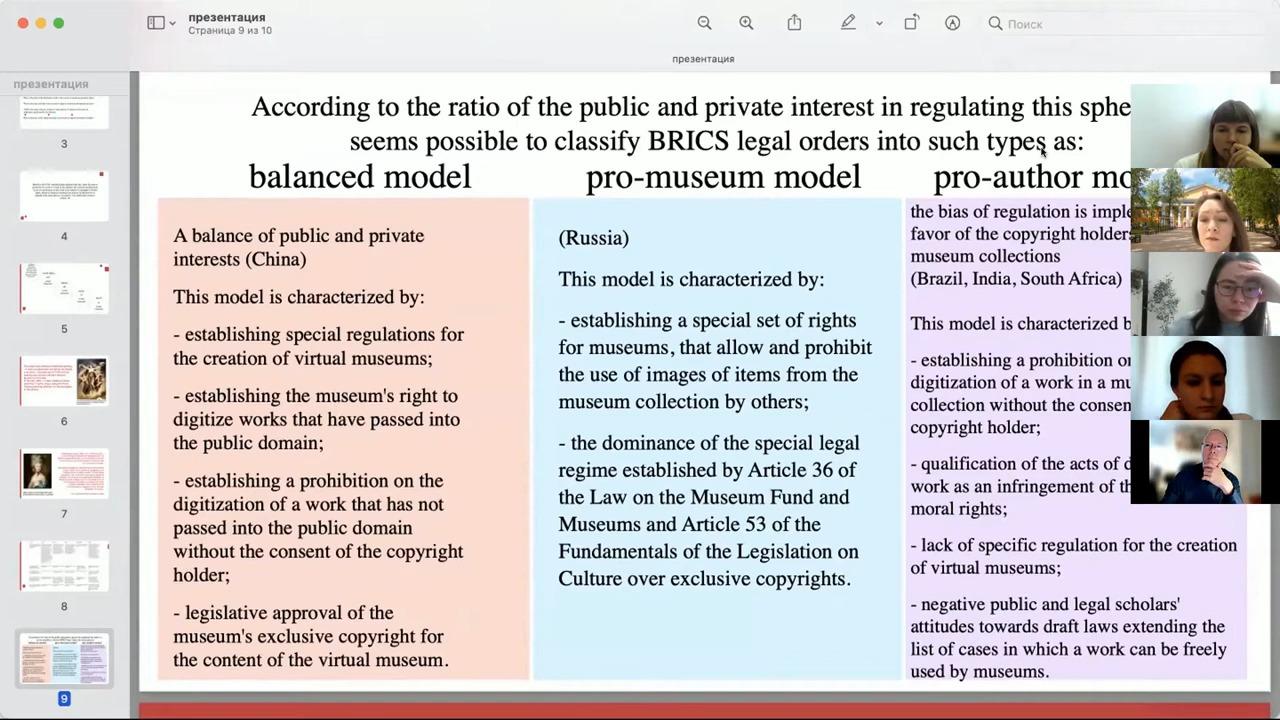 презентация
Страница 9 из 10
Поиск
презентация
презентация
3
4
5
6
7
8
9
According to the ratio of the public and private interest in regulating this
seems possible to classify BRICS legal orders into such types as:
balanced model
A balance of public and private
interests (China)
This model is characterized by:
- establishing special regulations for
the creation of virtual museums;
- establishing the museum's right to
digitize works that have passed into
the public domain;
- establishing a prohibition on the
digitization of a work that has not
passed into the public domain
without the consent of the copyright
holder;
- legislative approval of the
museum's exclusive copyright for
the content of the virtual museum.
pro-museum model
(Russia)
This model is characterized by:
- establishing a special set of rights
for museums, that allow and prohibit
the use of images of items from the
museum collection by others;
- the dominance of the special legal
regime established by Article 36 of
the Law on the Museum Fund and
Museums and Article 53 of the
Fundamentals of the Legislation on
Culture over exclusive copyrights.
pro-author
the bias of regulation is
favor of the copyright
museum collections
(Brazil, India, South Africa)
This model is characterized
- establishing a prohibition
digitization of a work in a
collection without the
copyright holder;
- qualification of the acts of
work as an infringement of
moral rights;
- lack of specific regulation for the creation
of virtual museums;
- negative public and legal scholars'
attitudes towards draft laws extending the
list of cases in which a work can be freely
used by museums.